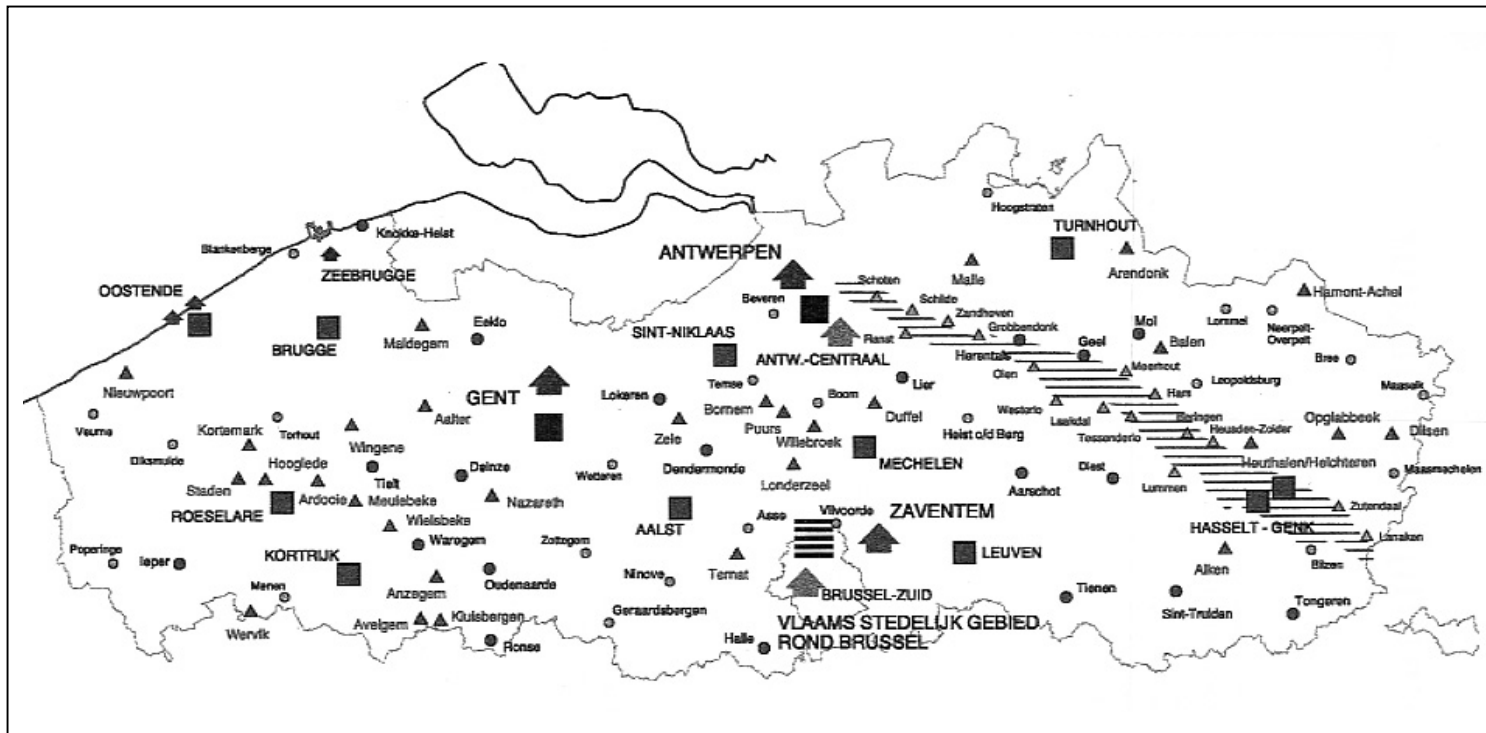 Hoogstraten
Knokke-Heist
TURNHOUT
Blankenberge
ANTWERPEN
ZEEBRUGGE
Malle
Arendonk
Schoten
OOSTENDE
Hamont-Achel
Beveren
Schilde
Zandhoven
Lommel
Neerpelt-
Overpelt
BRUGGE
Maldegem
Eeklo
SINT-NIKLAAS
Ranst
Grobbendonk
Mol
Balen
ANTW.-CENTRAAL
Herentals
Geel
Bree
Nieuwpoort
GENT
Temse
Lier
Olen
Meerhout
Leopoldsburg
Maaseik
Lokeren
Bornem
Boom
Duffel
Westerlo
Ham
Veurne
Kortemark
Torhout
Aalter
Zele
Puurs
Willebroek
Heist o/d Berg
Laakdal
Tessenderlo
Beringen
Heusden-Zolder
Opglabbeek
Dilsen
Diksmuide
Wingene
Hooglede
Wetteren
Dendermonde
MECHELEN
Houthalen/Helchteren
Tielt
Deinze
Londerzeel
Aarschot
Diest
Lummen
Maasmechelen
Staden
Ardooie
Meulebeke
Nazareth
ROESELARE
AALST
Vilvoorde
ZAVENTEM
Zutendaal
Wielsbeke
Asse
HASSELT - GENK
Poperinge
Ieper
KORTRIJK
Waregem
Zottegem
LEUVEN
Lanaken
Bilzen
Oudenaarde
Ninove
Ternat
Alken
Menen
Anzegem
BRUSSEL-ZUID
Tienen
Wervik
Avelgem
Kluisbergen
Geraardsbergen
VLAAMS STEDELIJK GEBIED
ROND BRUSSEL
Sint-Truiden
Tongeren
Ronse
Halle